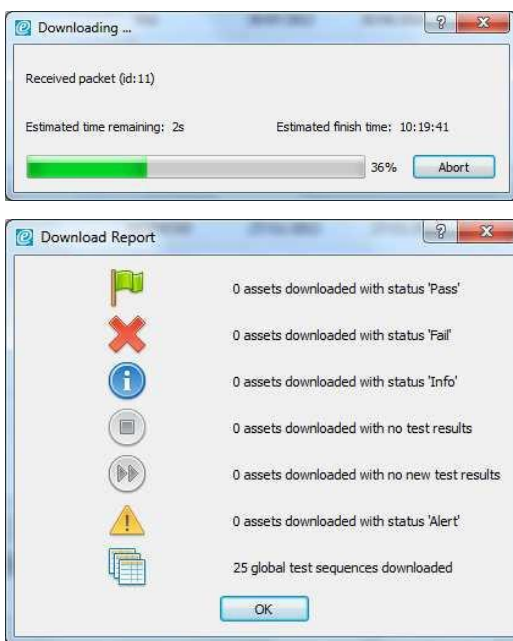 Downloading ...
Received packet (id:11)
Estimated time remaining: 2s Estimated finish time: 10:19:41
36% Abort
Download Report
0 assets downloaded with status 'Pass'
0 assets downloaded with status 'Fail'
0 assets downloaded with status 'Info'
0 assets downloaded with no test results
0 assets downloaded with no new test results
0 assets downloaded with status 'Alert'
25 global test sequences downloaded
OK